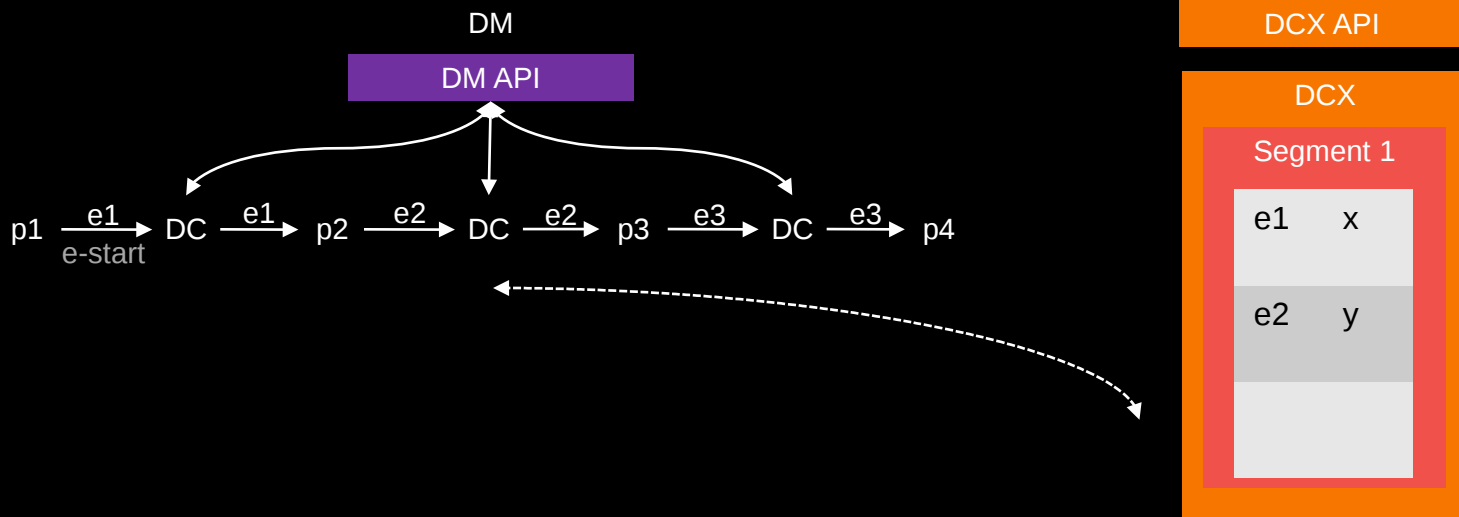 DM
DM API
p1 e1 DC e1 p2 e2 DC e2 p3 e3 DC e3 p4
e-start
DCX API
DCX
Segment 1
e1 x
e2 y